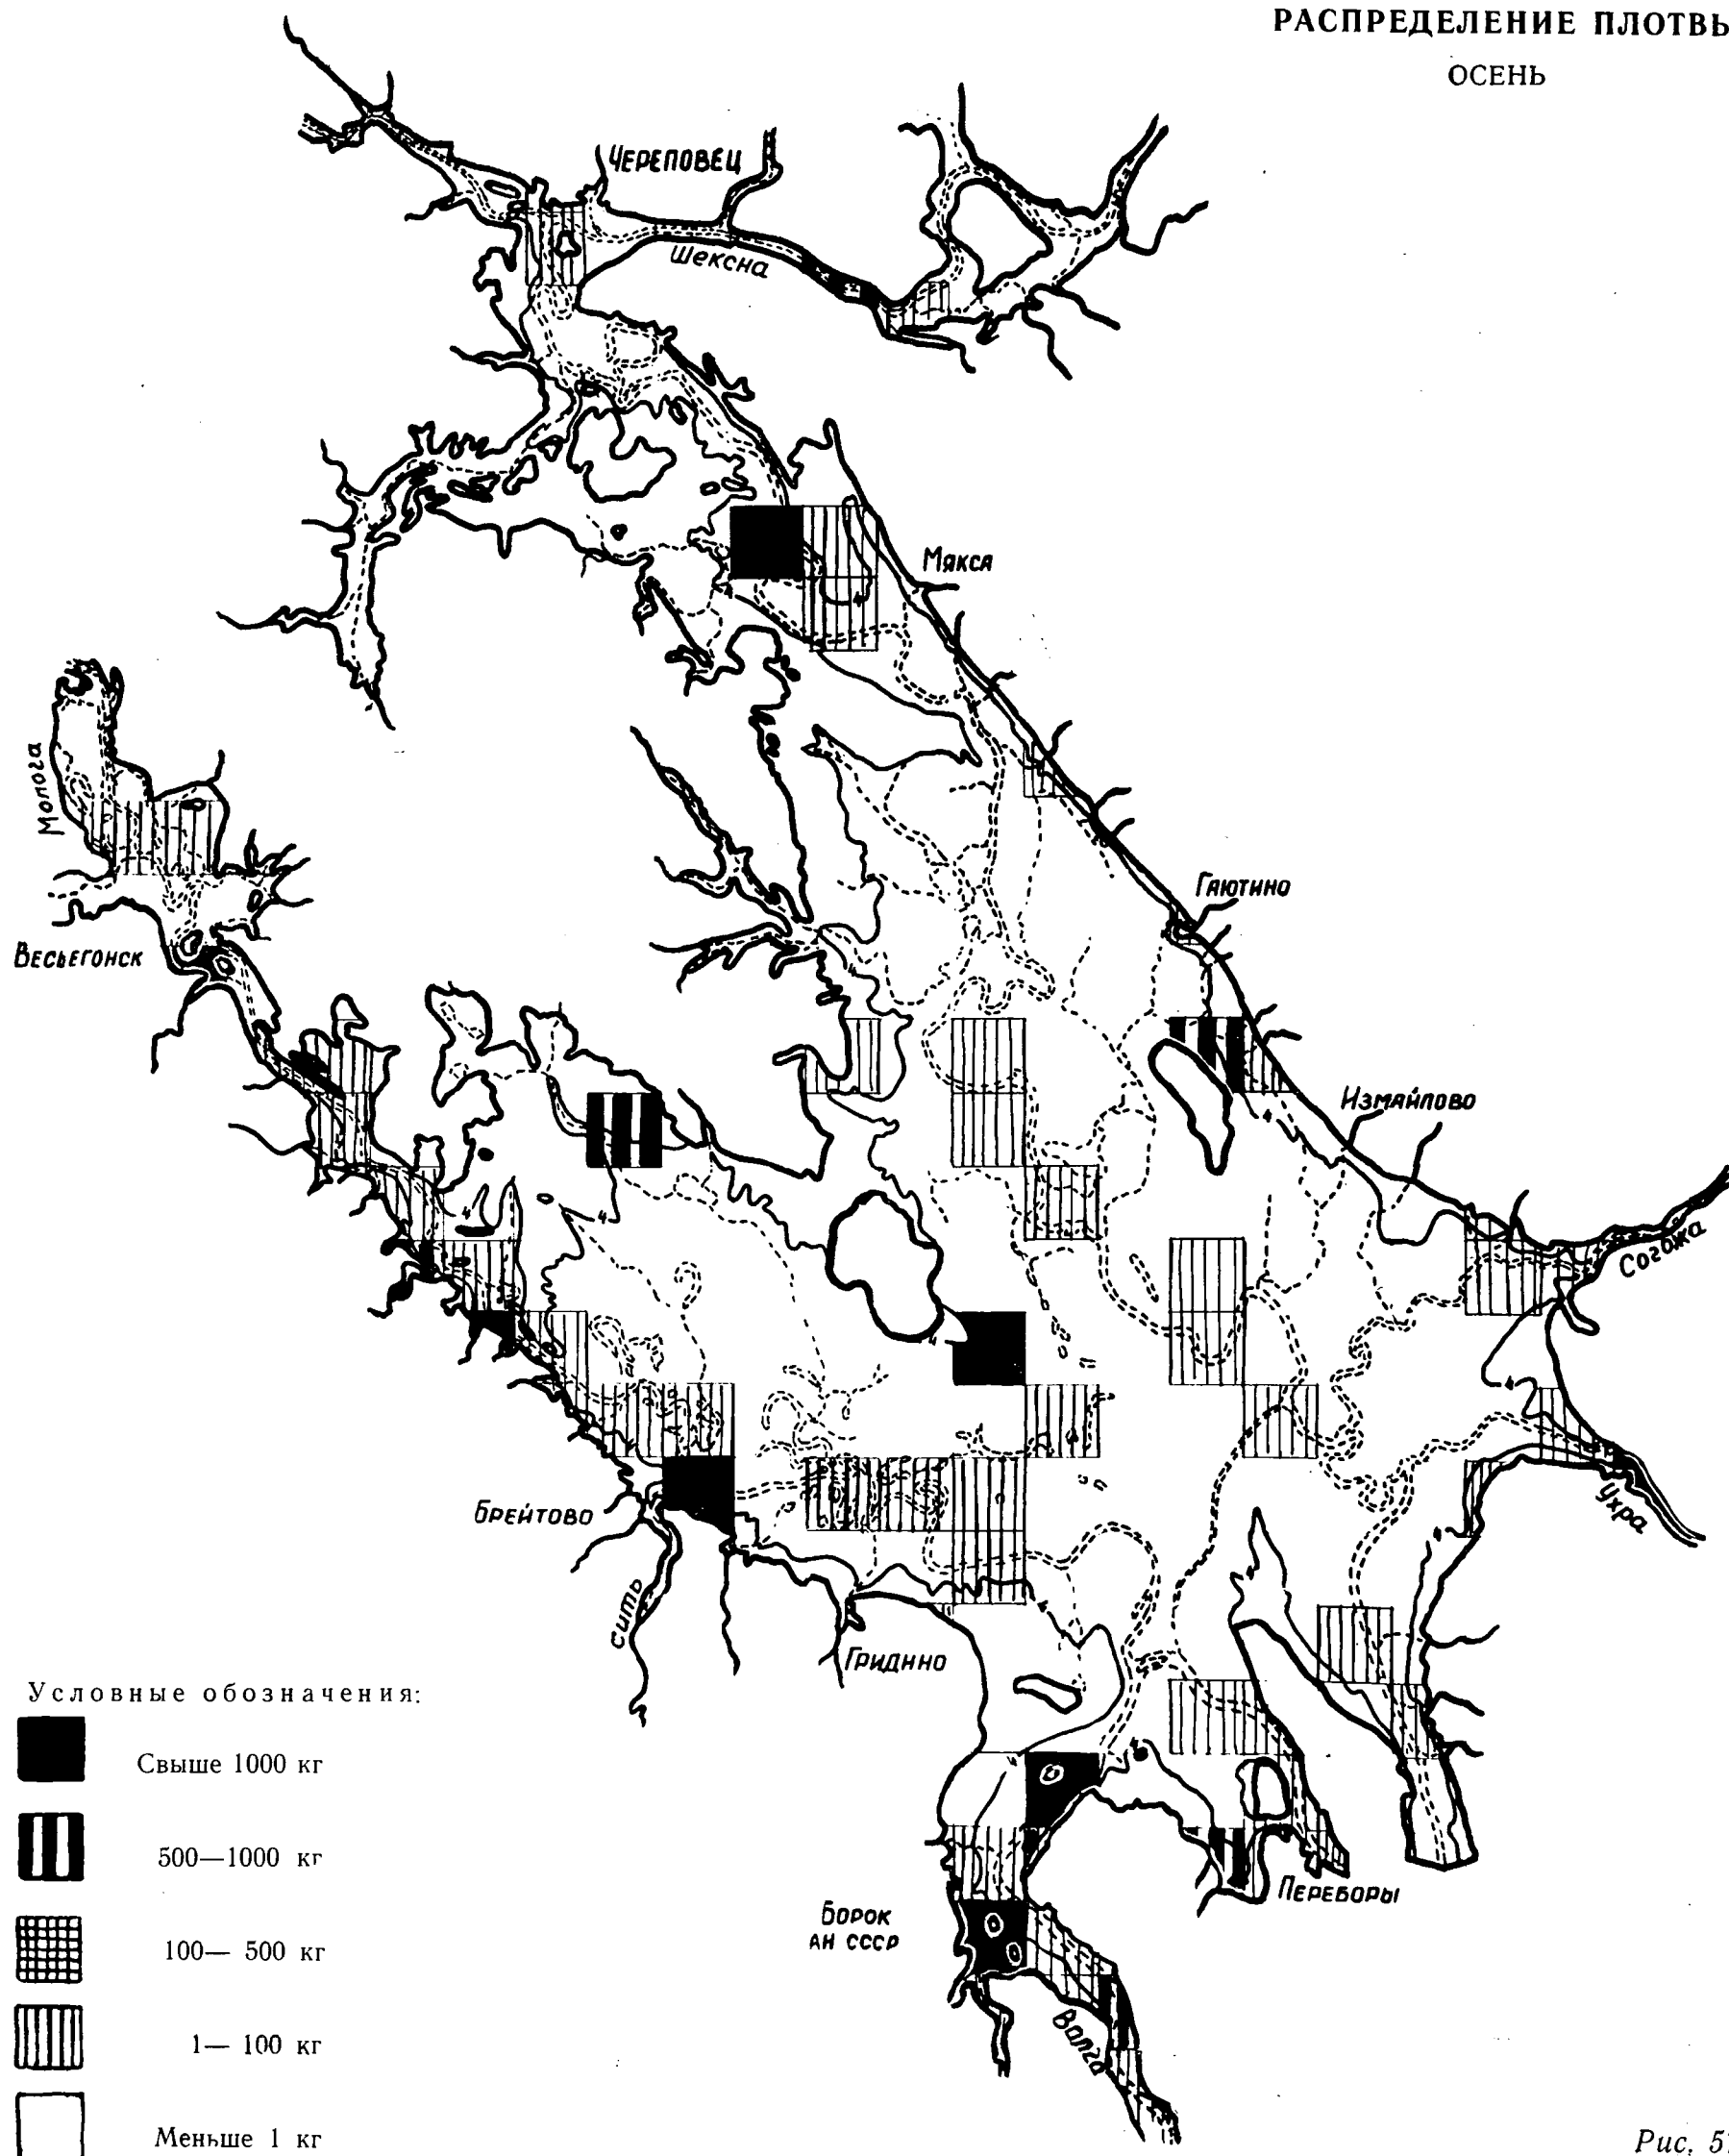 РАСПРЕДЕЛЕНИЕ ПЛОТВЫ
ОСЕНЬ
ЧЕРЕПОВЕЦ
Шексна
Мякса
Молога
Гаютино
ВЕСЬЕГОНСК
Измайлово
Согожа
БРЕЙТОВО
Ухра
Сить
Гридино
Условные обозначения:
Свыше 1000 кг
500—1000 кг
100— 500 кг
1— 100 кг
Меньше 1 кг
Переборы
БОРОК
АН СССР
Волга